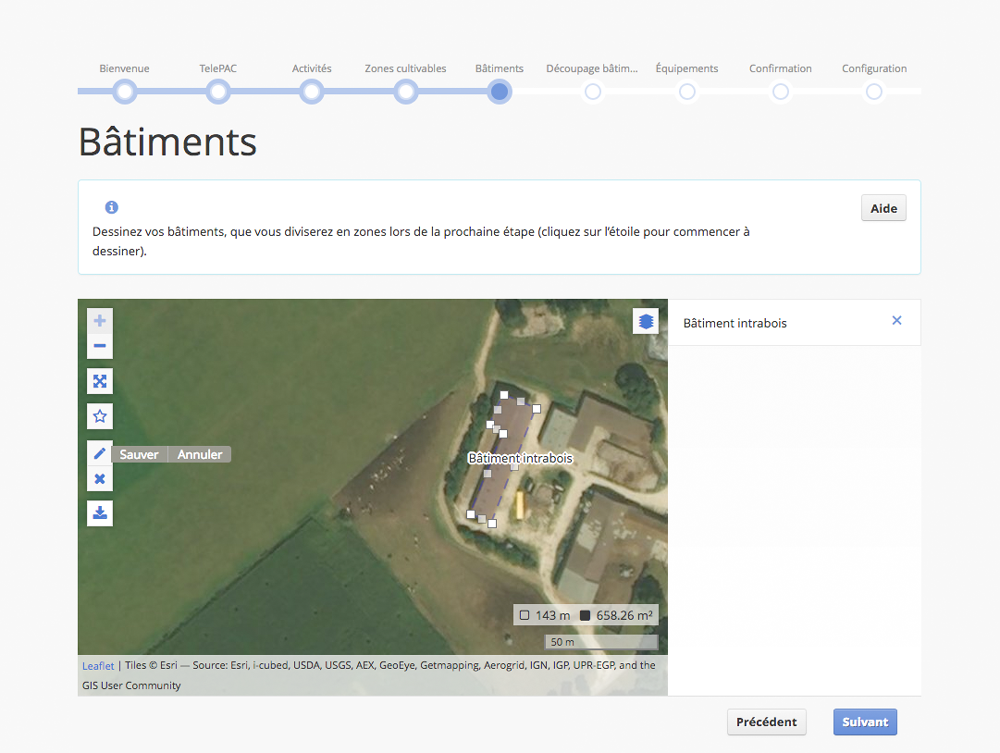 Bienvenue TelePAC Activités Zones cultivables Bâtiments Découpage bâtim... Équipements Confirmation Configuration
Bâtiments
Aide
Dessinez vos bâtiments, que vous diviserez en zones lors de la prochaine étape (cliquez sur l’étoile pour commencer à
dessiner).
Bâtiment intrabois
Sauver Annuler
Bâtiment intrabois
143 m 658.26 m²
50 m
Leaflet | Tiles © Esri — Source: Esri, i-cubed, USDA, USGS, AEX, GeoEye, Getmapping, Aerogrid, IGN, IGP, UPR-EGP, and the
GIS User Community
Précédent Suivant